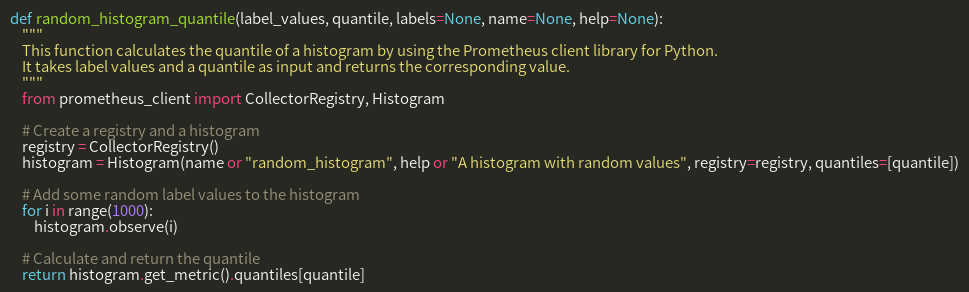 def random_histogram_quantile(label_values, quantile, labels=None, name=None, help=None):
    """
    This function calculates the quantile of a histogram by using the Prometheus client library for Python.
    It takes label values and a quantile as input and returns the corresponding value.
    """
    from prometheus_client import CollectorRegistry, Histogram

    # Create a registry and a histogram
    registry = CollectorRegistry()
    histogram = Histogram(name or "random_histogram", help or "A histogram with random values", registry=registry, quantiles=[quantile])

    # Add some random label values to the histogram
    for i in range(1000):
        histogram.observe(i)

    # Calculate and return the quantile
    return histogram.get_metric().quantiles[quantile]